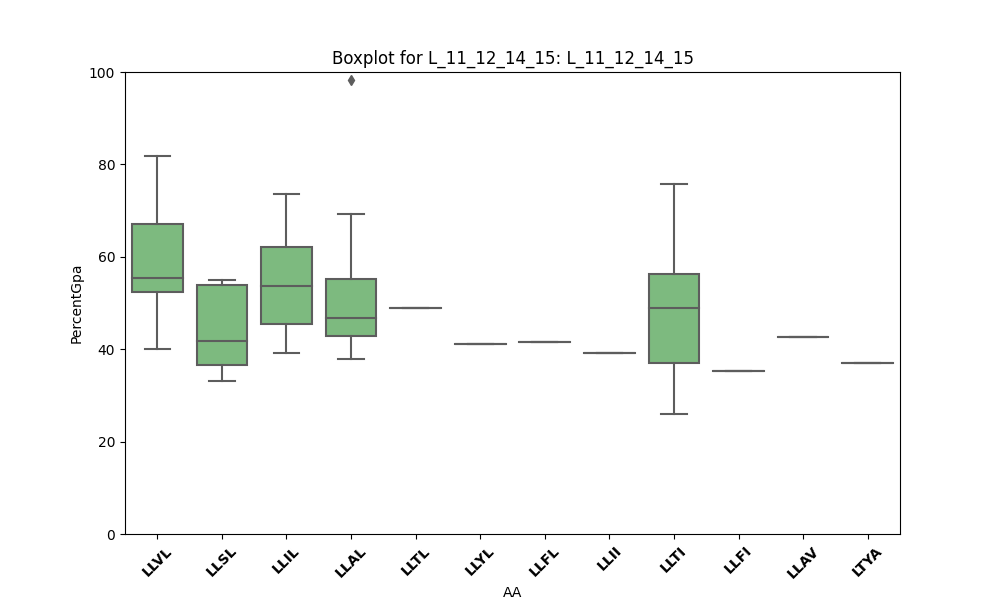 Boxplot for L_11_12_14_15: L_11_12_14_15
100
80
60
40
20
0
PercentGpa
LLVL
LLSL
LLIL
LLAL
LLTL
LLYL
LLFL
LLII
LLTI
LLFI
LLAV
LTYA
AA